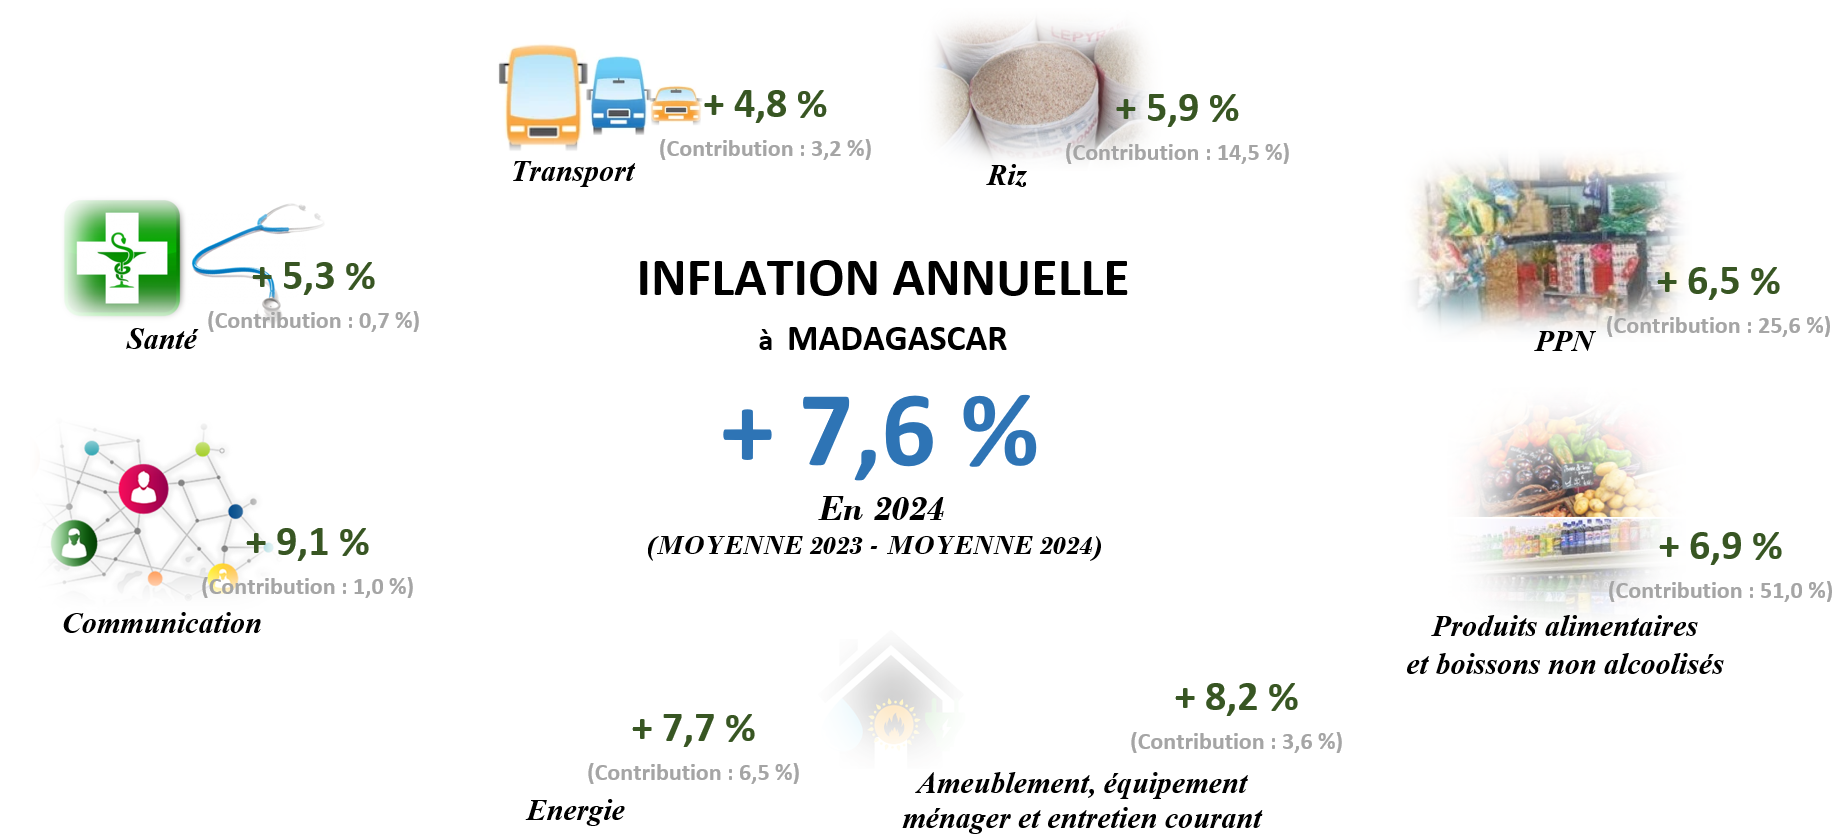 + 4,8 %
(Contribution : 3,2 %)
Transport
LEPY
+ 5,9 %
(Contribution : 14,5 %)
Riz
+ 5,3 %
(Contribution : 0,7 %)
Santé
INFLATION ANNUELLE
à MADAGASCAR
+ 7,6 %
En 2024
(MOYENNE 2023 - MOYENNE 2024)
+ 6,5 %
(Contribution : 25,6 %)
PPN
+ 9,1 %
(Contribution : 1,0 %)
Communication
+ 6,9 %
(Contribution : 51,0 %)
Produits alimentaires
et boissons non alcoolisés
+ 7,7 %
(Contribution : 6,5 %)
Energie
+ 8,2 %
(Contribution : 3,6 %)
Ameublement, équipement
ménager et entretien courant